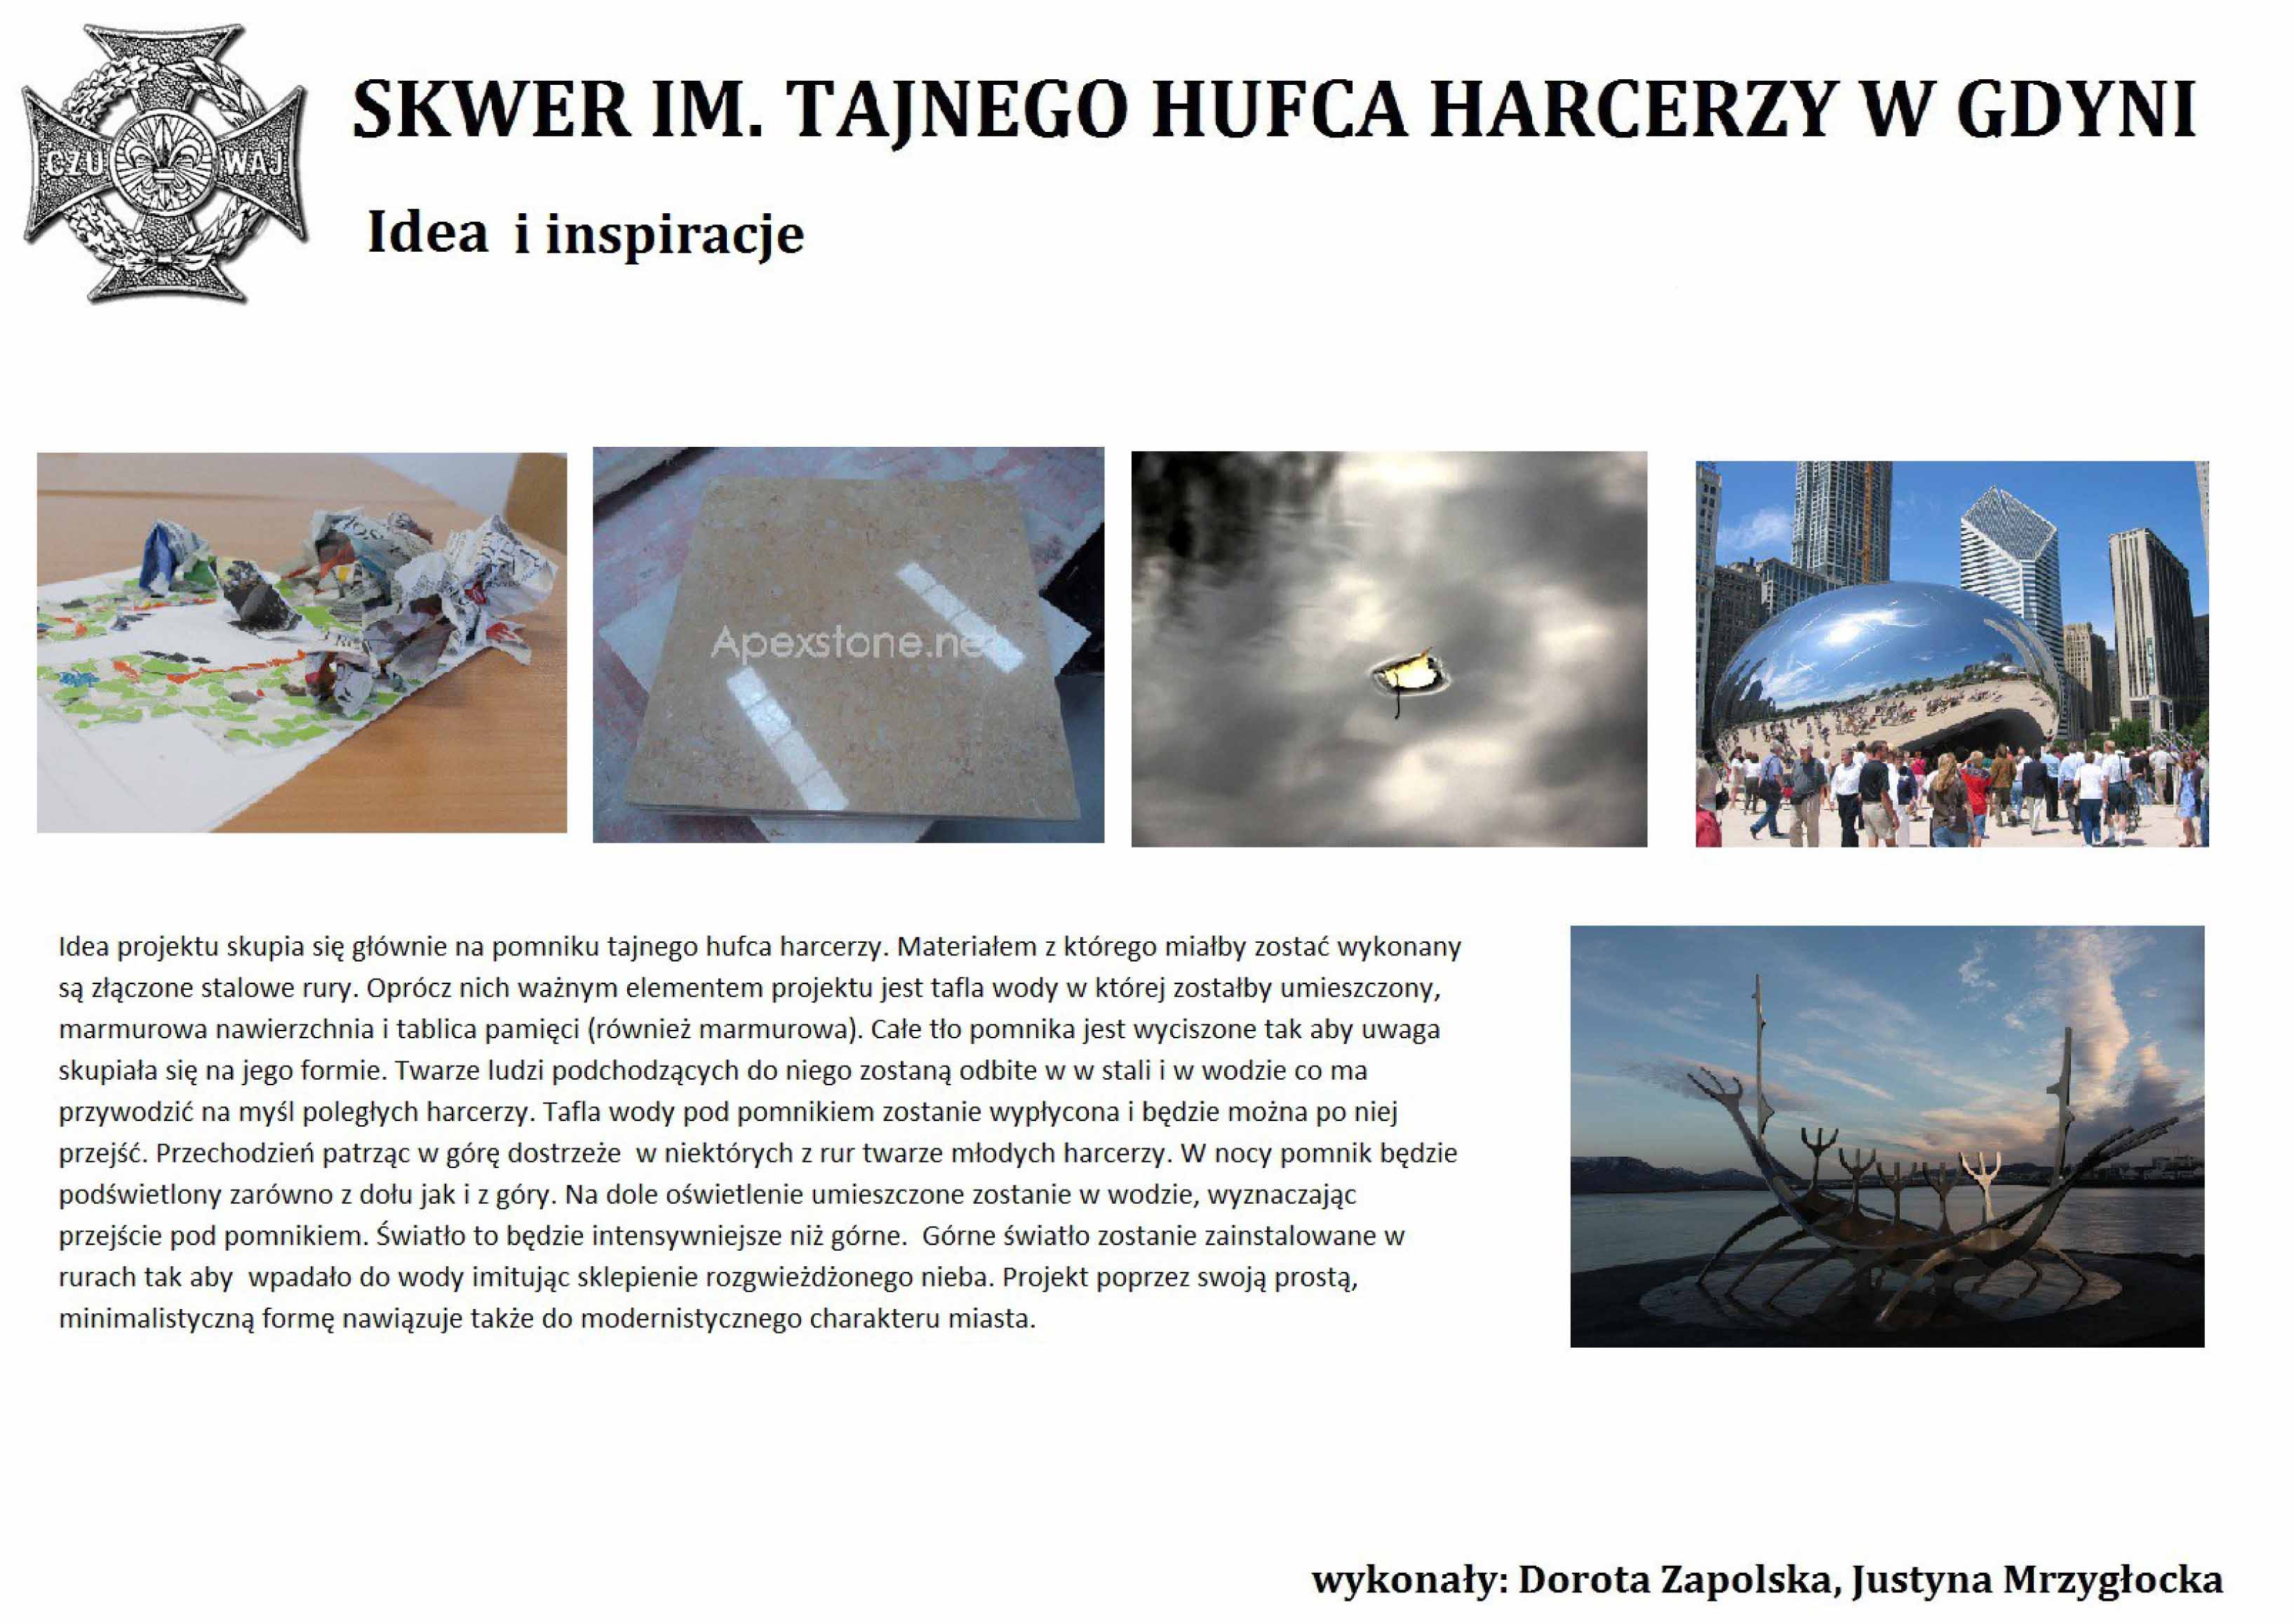 CZUWAJ
SKWER IM. TAJNEGO HUFCA HARCERZY W GDYNI
Idea i inspiracje
Apexstone.net
Idea projektu skupia się głównie na pomniku tajnego hufca harcerzy. Materiałem z którego miałby zostać wykonany
są złączone stalowe rury. Oprócz nich ważnym elementem projektu jest tafla wody w której zostałby umieszczony,
marmurowa nawierzchnia i tablica pamięci (również marmurowa). Całe tło pomnika jest wyciszone tak aby uwaga
skupiała się na jego formie. Twarze ludzi podchodzących do niego zostaną odbite w w stali i w wodzie co ma
przywodzić na myśl poległych harcerzy. Tafla wody pod pomnikiem zostanie wypłycona i będzie można po niej
przejść. Przechodzień patrząc w górę dostrzeże w niektórych z rur twarze młodych harcerzy. W nocy pomnik będzie
podświetlony zarówno z dołu jak i z góry. Na dole oświetlenie umieszczone zostanie w wodzie, wyznaczając
przejście pod pomnikiem. Światło to będzie intensywniejsze niż górne. Górne światło zostanie zainstalowane w
rurach tak aby wpadało do wody imitując sklepienie rozgwieżdżonego nieba. Projekt poprzez swoją prostą,
minimalistyczną formę nawiązuje także do modernistycznego charakteru miasta.
wykonały: Dorota Zapolska, Justyna Mrzygłocka